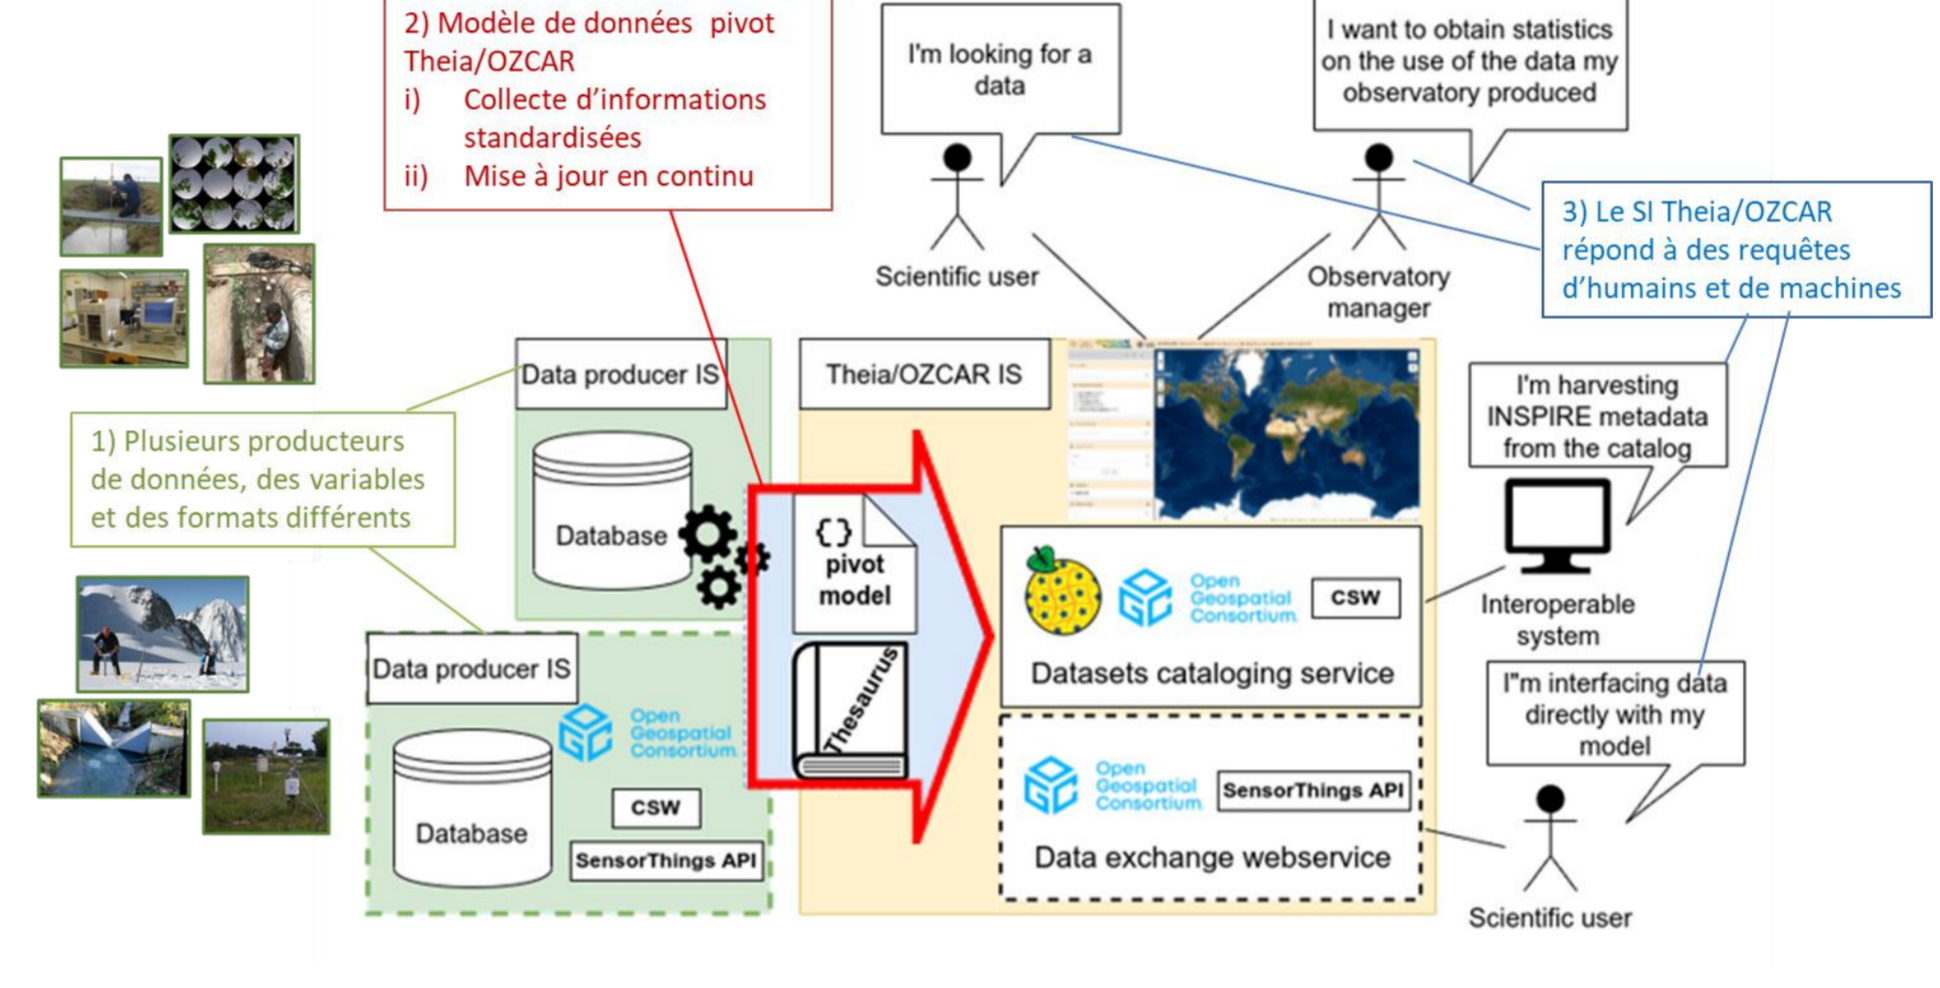 2) Modèle de données pivot
Theia/OZCAR
i) Collecte d'informations
standardisées
ii) Mise à jour en continu
I'm looking for a
data
I want to obtain statistics
on the use of the data my
observatory produced
Scientific user
Observatory
manager
3) Le SI Theia/OZCAR
répond à des requêtes
d'humains et de machines
1) Plusieurs producteurs
de données, des variables
et des formats différents
Data producer IS
Database
Data producer IS
Open
Geospatial
Consortium
Database
CSW
SensorThings API
{}
pivot
model
Thesaurus
Theia/OZCAR IS
Open
Geospatial
Consortium
CSW
Datasets cataloging service
Open
Geospatial
Consortium
SensorThings API
Data exchange webservice
I'm harvesting
INSPIRE metadata
from the catalog
Interoperable
system
I"m interfacing data
directly with my
model
Scientific user